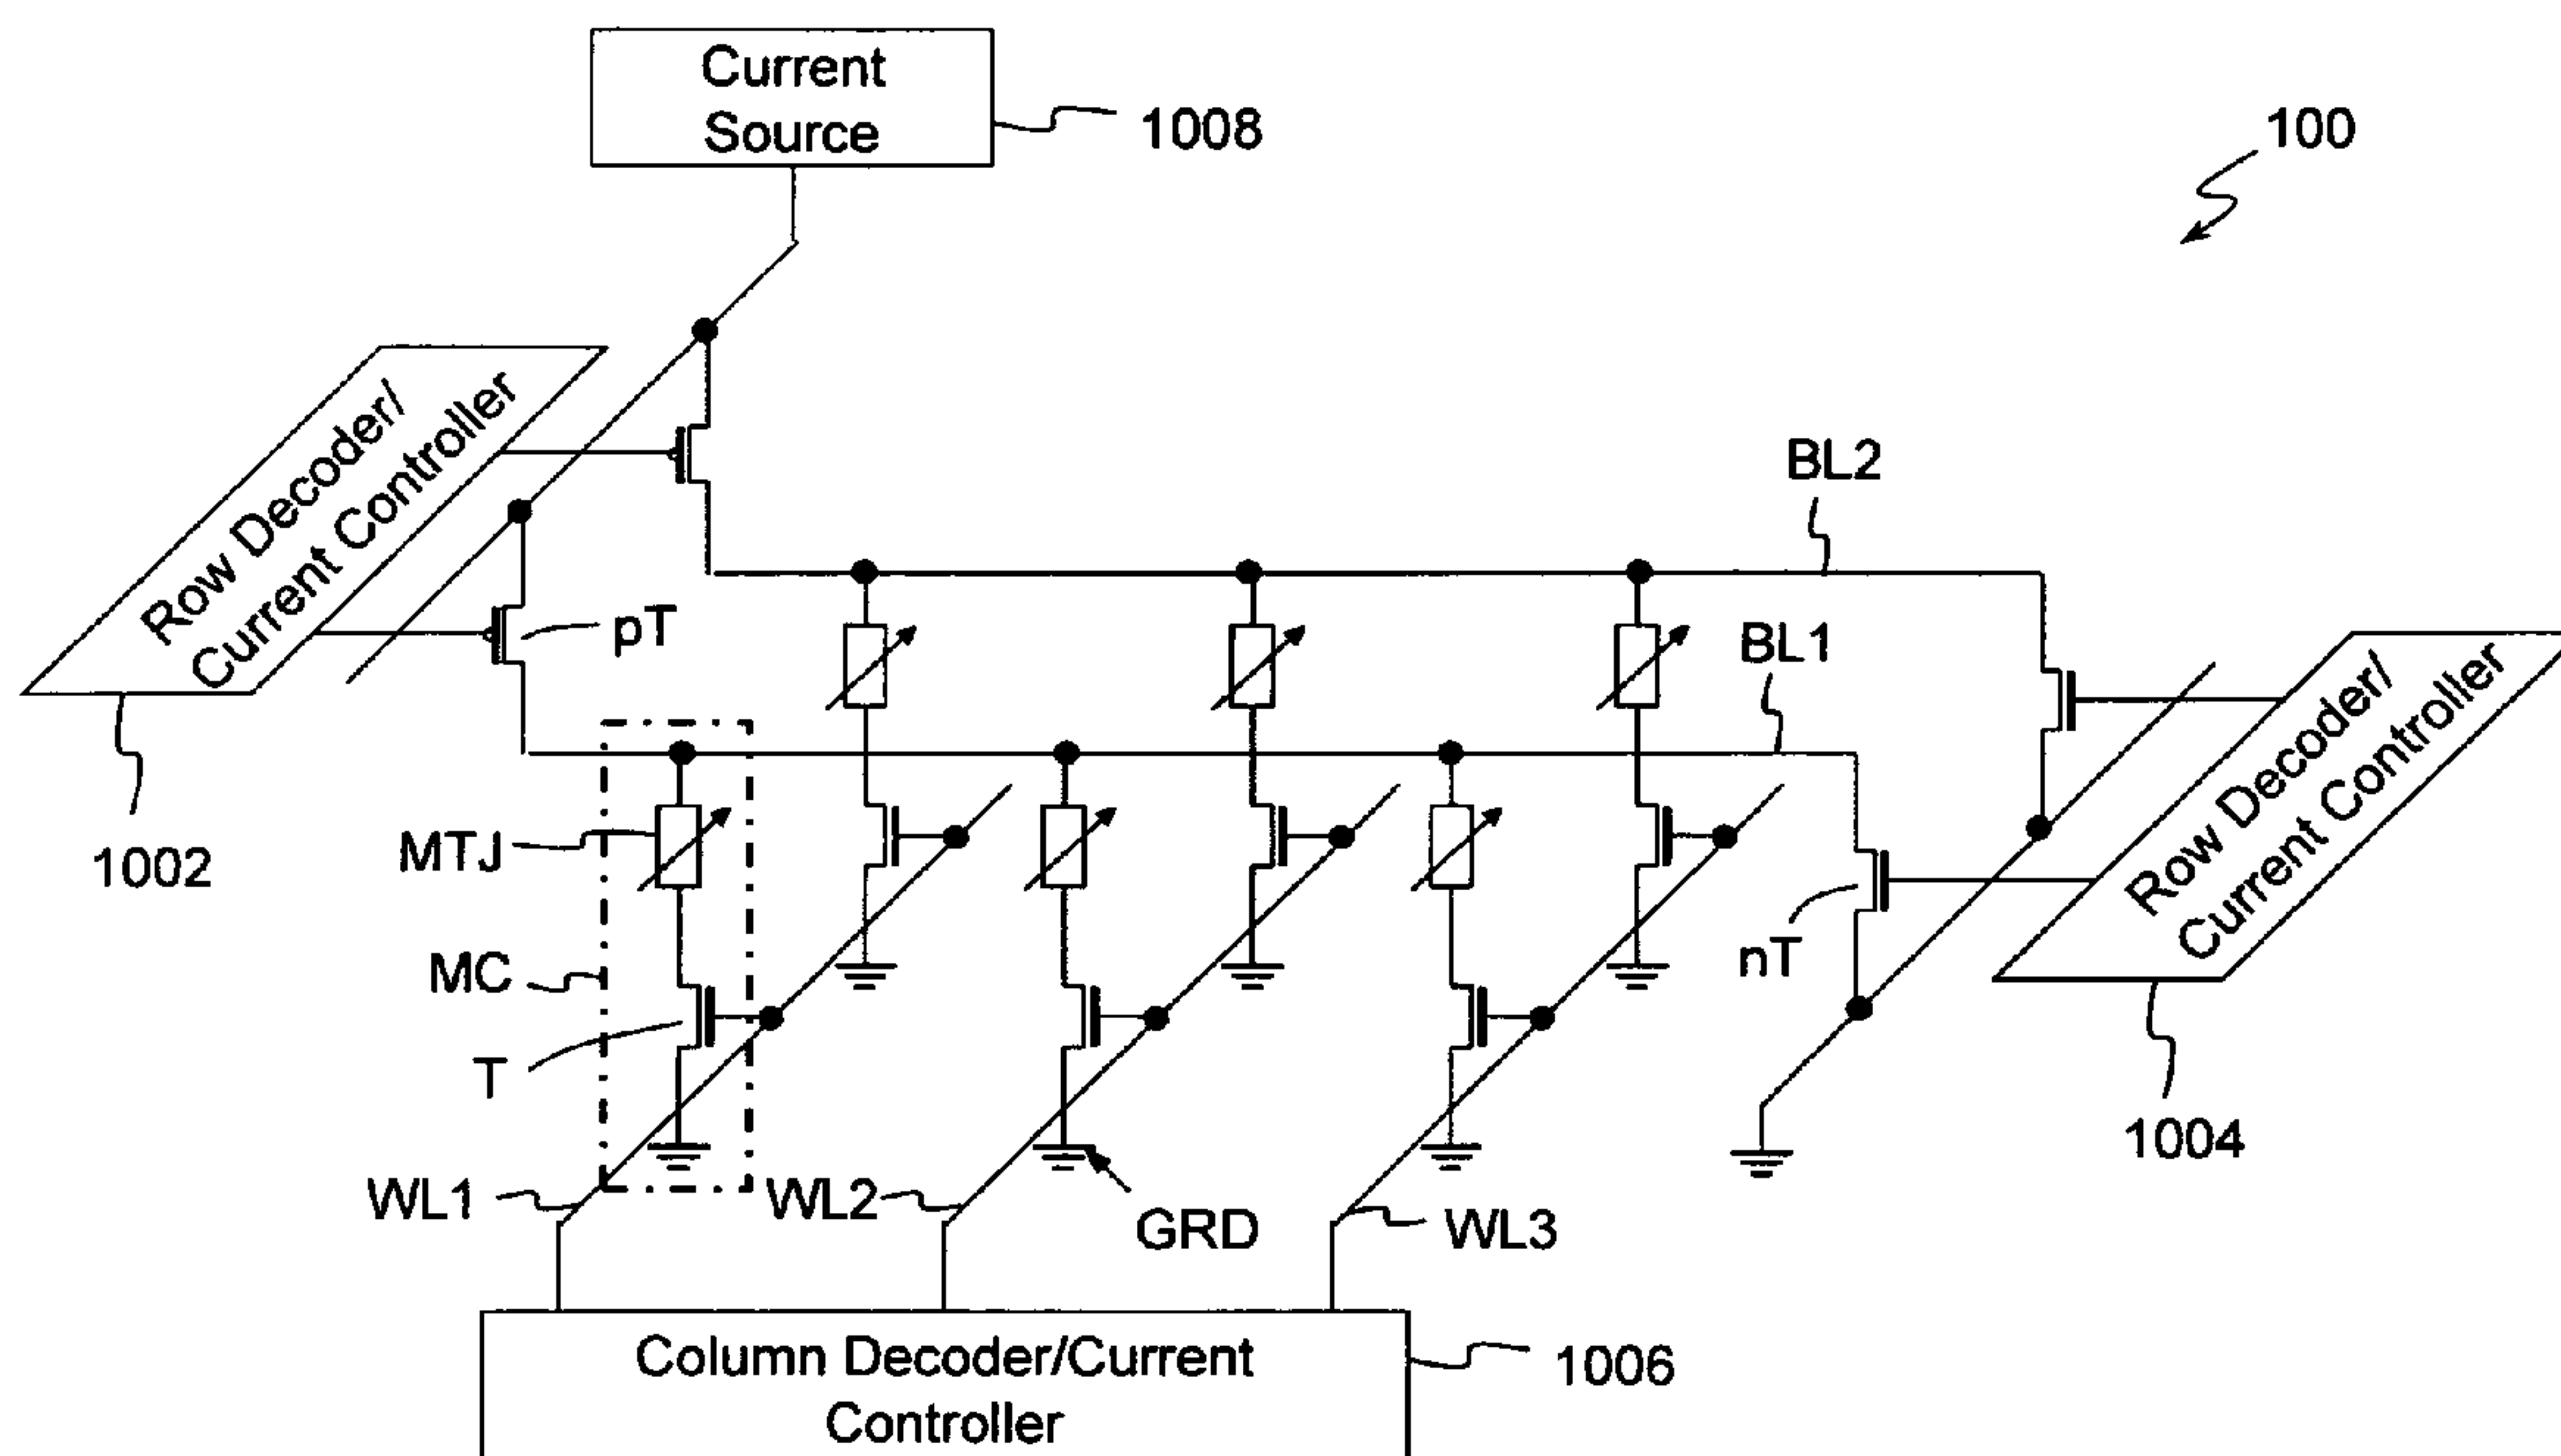 Current
Source
1008
100
Row Decoder/
Current Controller
BL2
pT
BL1
Row Decoder/
Current Controller
1002
MTJ
MC
nT
T
1004
WL1
WL2
GRD
WL3
Column Decoder/Current
Controller
1006